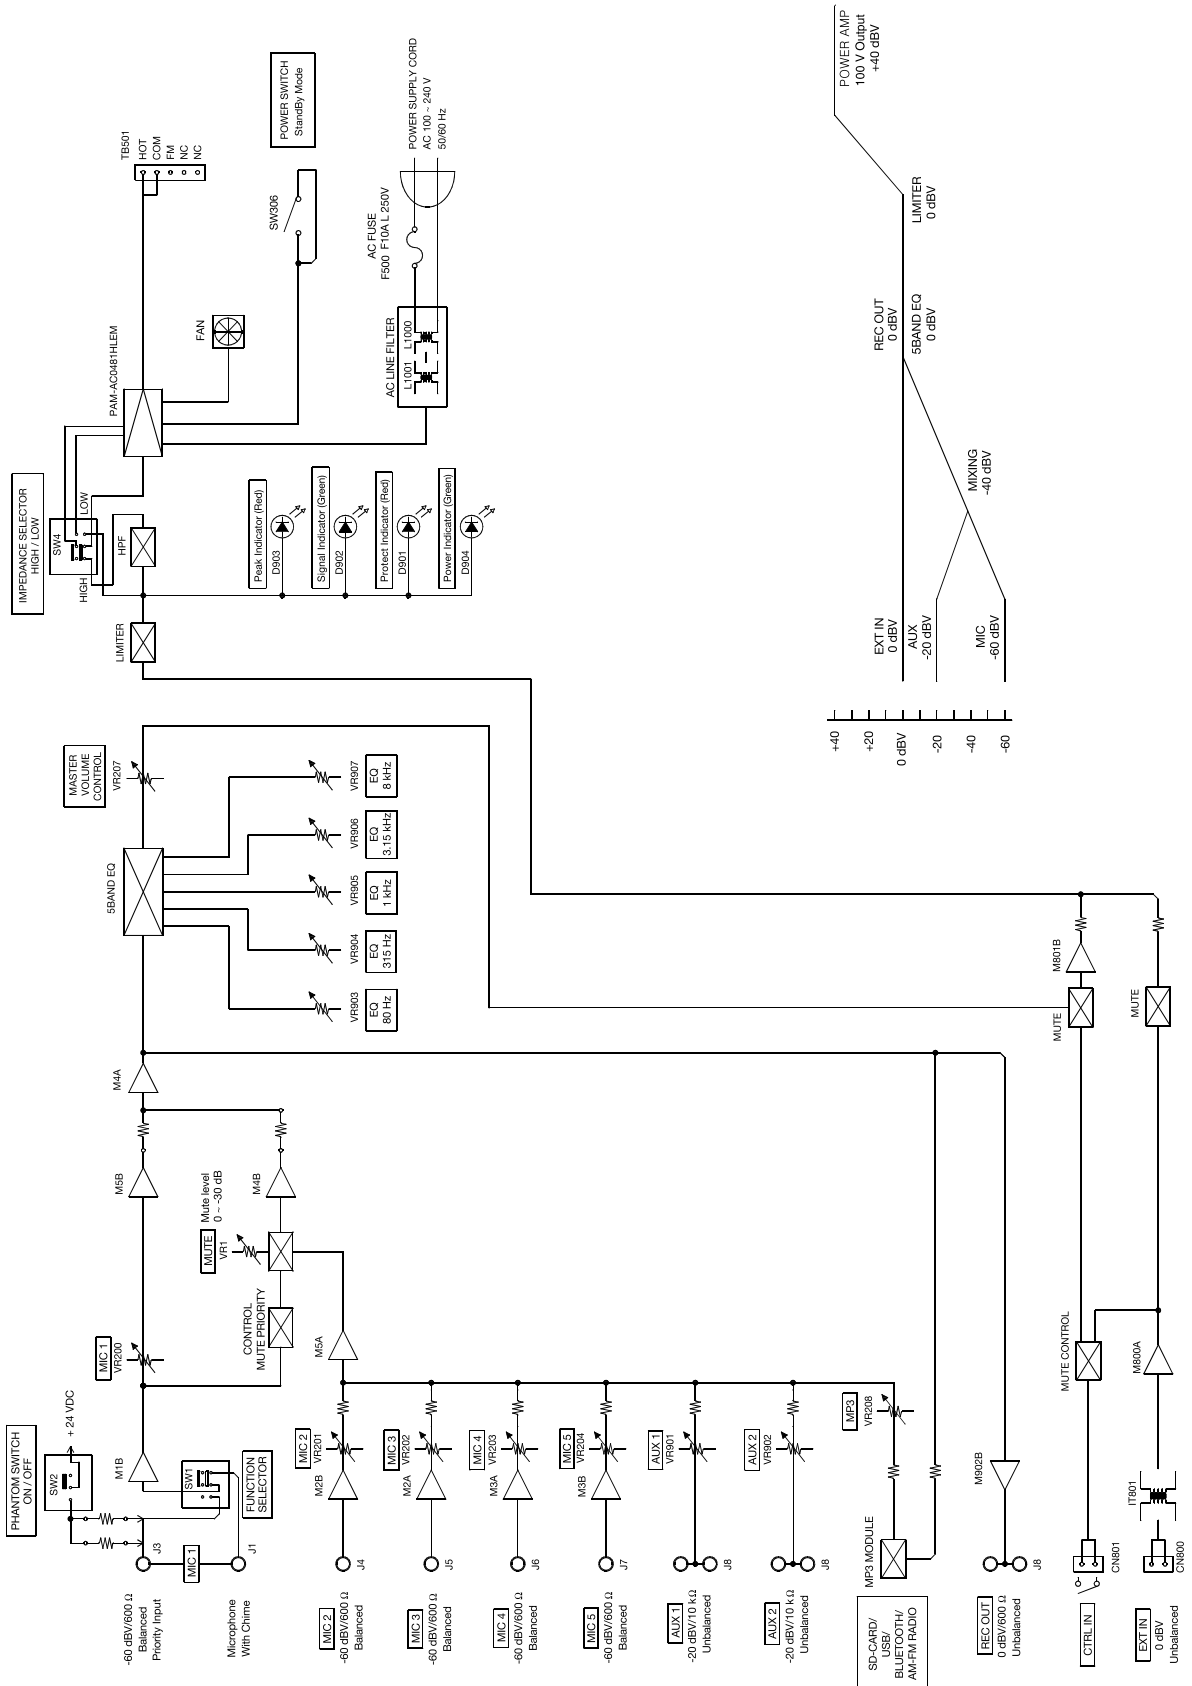 PHANTOM SWITCH
ON / OFF
+ 24 VDC
SW2
M1B
SW1
FUNCTION
SELECTOR
J3
MIC 1
J1
-60 dBV/600 Ω
Balanced
Priority Input
Microphone
With Chime
MIC 1
VR200
CONTROL
MUTE PRIORITY
MUTE
VR1
Mute level
0 ~ -30 dB
M5B
M4B
M4A
M5A
MIC 2
VR201
M2B
J4
MIC 2
-60 dBV/600 Ω
Balanced
MIC 3
VR202
M2A
J5
MIC 3
-60 dBV/600 Ω
Balanced
MIC 4
VR203
M3A
J6
MIC 4
-60 dBV/600 Ω
Balanced
MIC 5
VR204
M3B
J7
MIC 5
-60 dBV/600 Ω
Balanced
AUX 1
VR901
J8
AUX 1
-20 dBV/10 kΩ
Unbalanced
AUX 2
VR902
J8
AUX 2
-20 dBV/10 kΩ
Unbalanced
MP3
VR208
MP3 MODULE
SD-CARD/
USB/
BLUETOOTH/
AM-FM RADIO
M902B
J8
REC OUT
0 dBV/600 Ω
Unbalanced
MUTE CONTROL
CN801
CTRL IN
M800A
IT801
CN800
EXT IN
0 dBV
Unbalanced
MUTE
M801B
MUTE
5BAND EQ
VR903
EQ
80 Hz
VR904
EQ
315 Hz
VR905
EQ
1 kHz
VR906
EQ
3.15 kHz
VR907
EQ
8 kHz
MASTER
VOLUME
CONTROL
VR207
LIMITER
IMPEDANCE SELECTOR
HIGH / LOW
SW4
HIGH
LOW
HPF
Peak Indicator (Red)
D903
Signal Indicator (Green)
D902
Protect Indicator (Red)
D901
Power Indicator (Green)
D904
PAM-AC0481HLEM
FAN
TB501
HOT
COM
FM
NC
NC
SW306
POWER SWITCH
StandBy Mode
AC LINE FILTER
L1001
L1000
AC FUSE
F500 F10A L 250V
POWER SUPPLY CORD
AC 100 ~ 240 V
50/60 Hz
+40
+20
0 dBV
-20
-40
-60
EXT IN
0 dBV
AUX
-20 dBV
MIC
-60 dBV
MIXING
-40 dBV
REC OUT
0 dBV
5BAND EQ
0 dBV
LIMITER
0 dBV
POWER AMP
100 V Output
+40 dBV